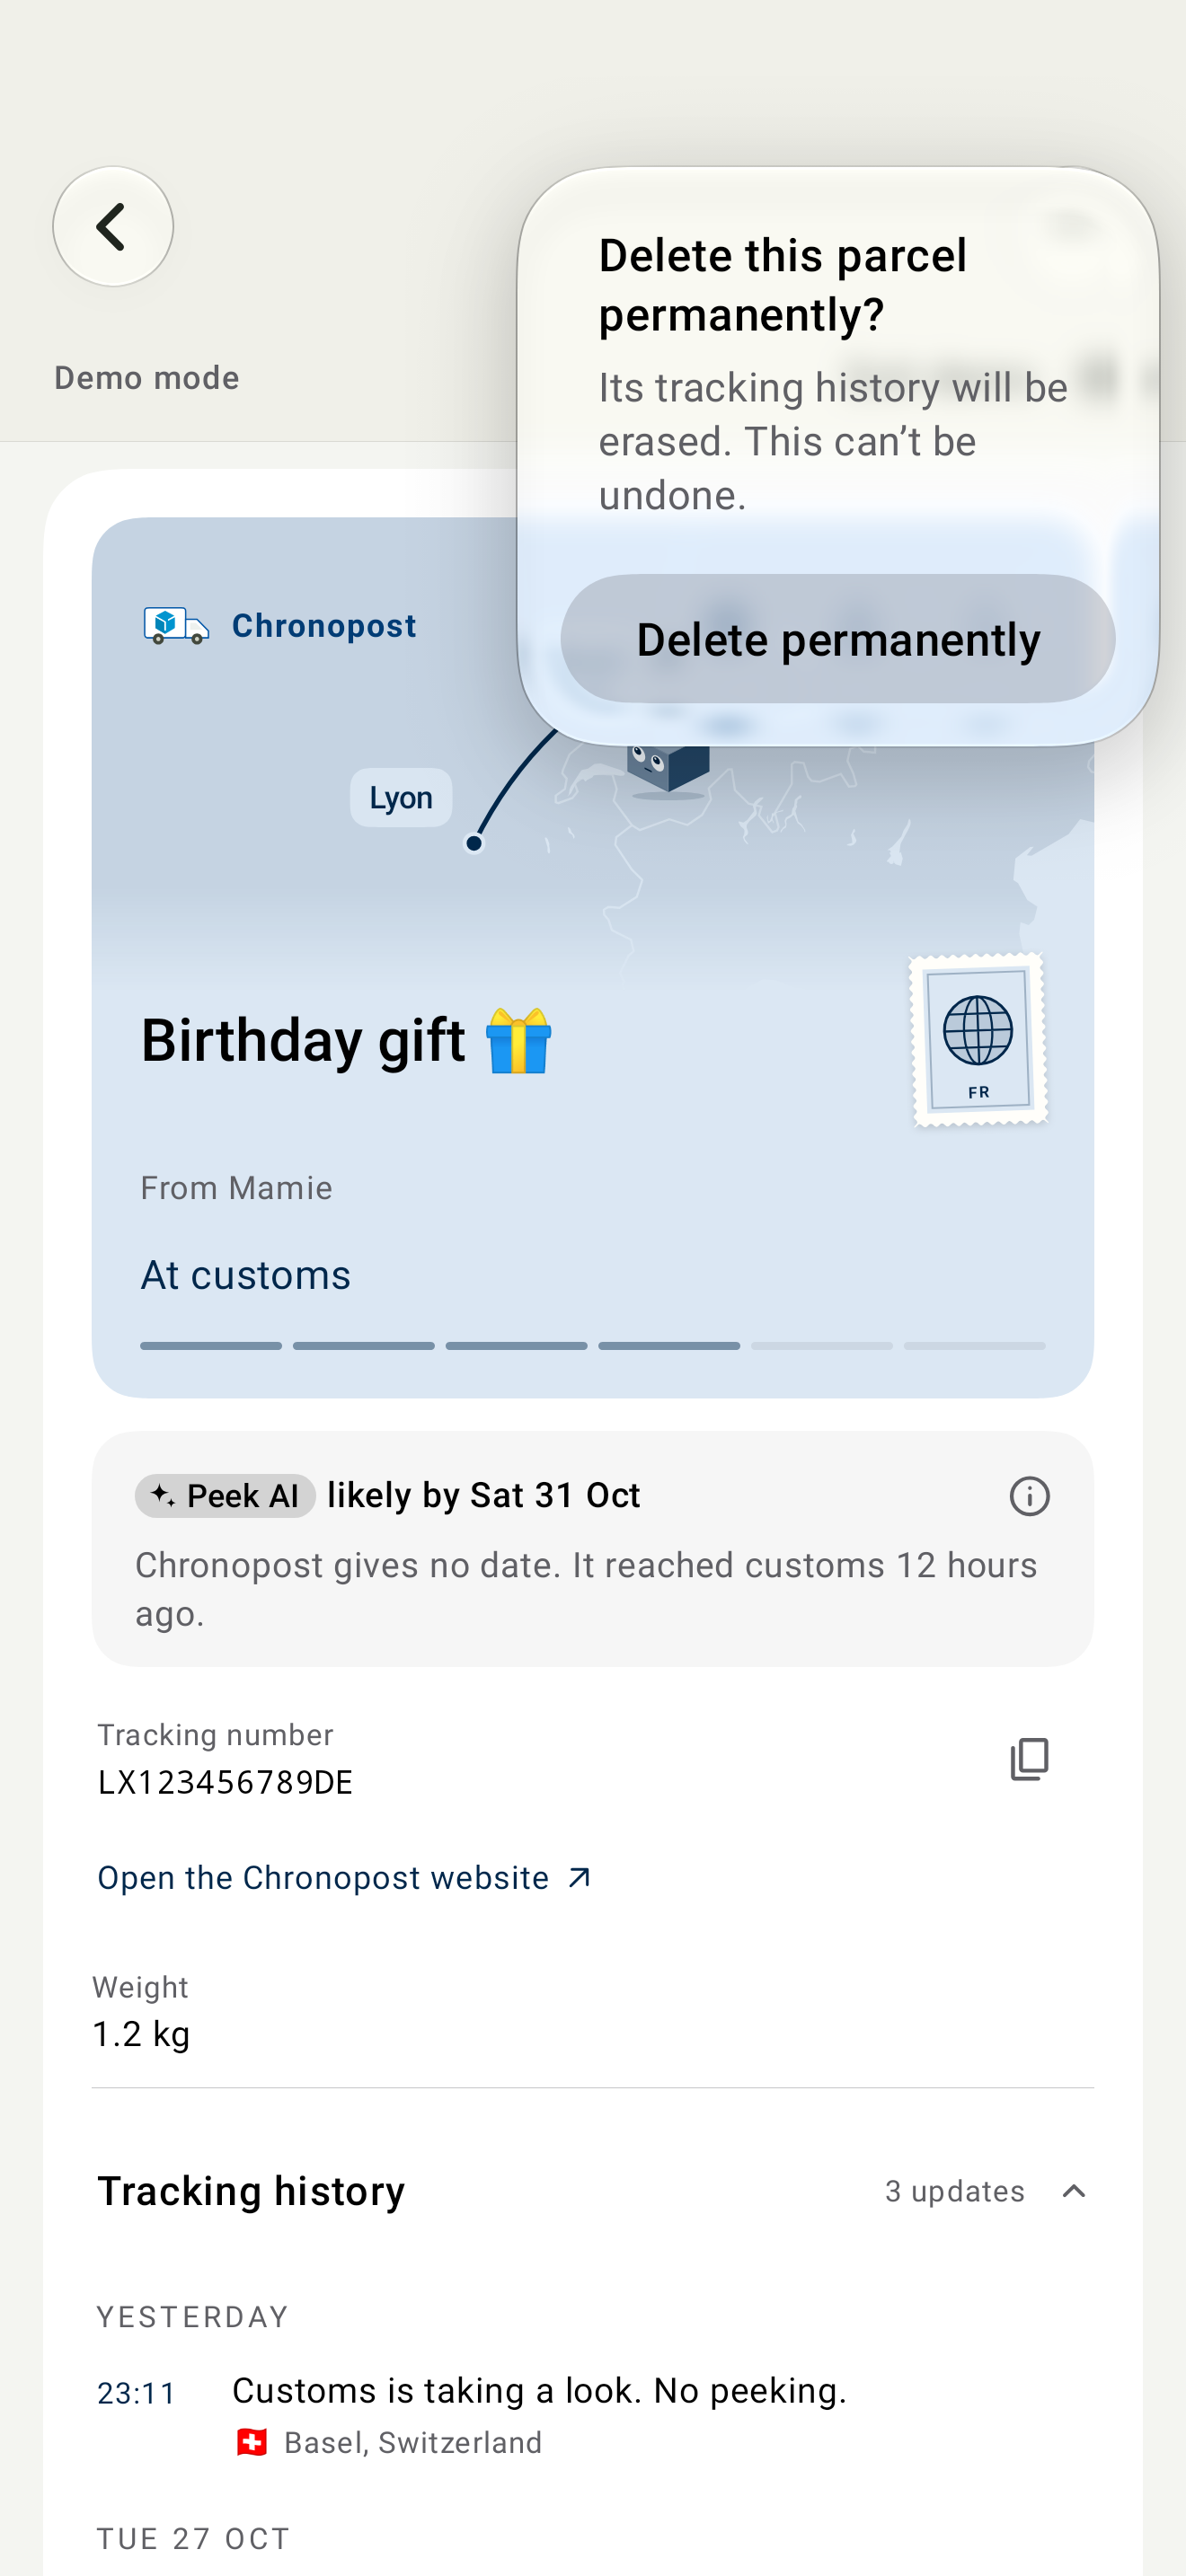 Delete this parcel
permanently?
Its tracking history will be
erased. This can’t be
undone.
Delete permanently
Demo mode
Chronopost
Lyon
Birthday gift
FR
From Mamie
At customs
Peek AI likely by Sat 31 Oct
Chronopost gives no date. It reached customs 12 hours
ago.
Tracking number
LX123456789DE
Open the Chronopost website
Weight
1.2 kg
Tracking history
3 updates
YESTERDAY
23:11 Customs is taking a look. No peeking.
Basel, Switzerland
TUE 27 OCT